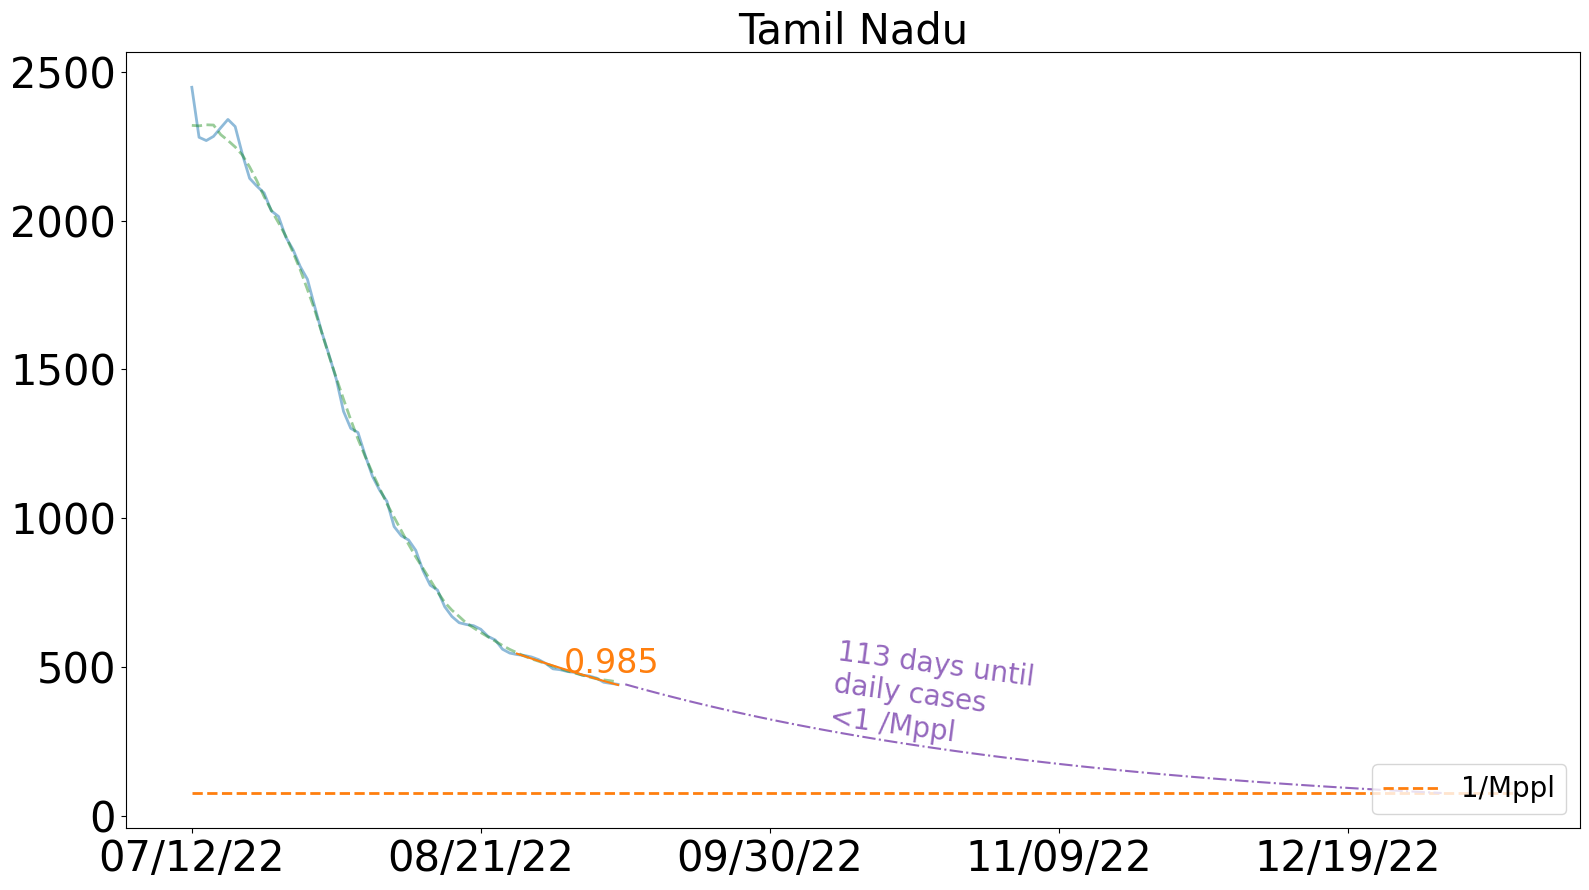 Tamil Nadu
2500
2000
1500
1000
500
0
0.985
113 days until
daily cases
<1 /Mppl
1/Mppl
07/12/22
08/21/22
09/30/22
11/09/22
12/19/22